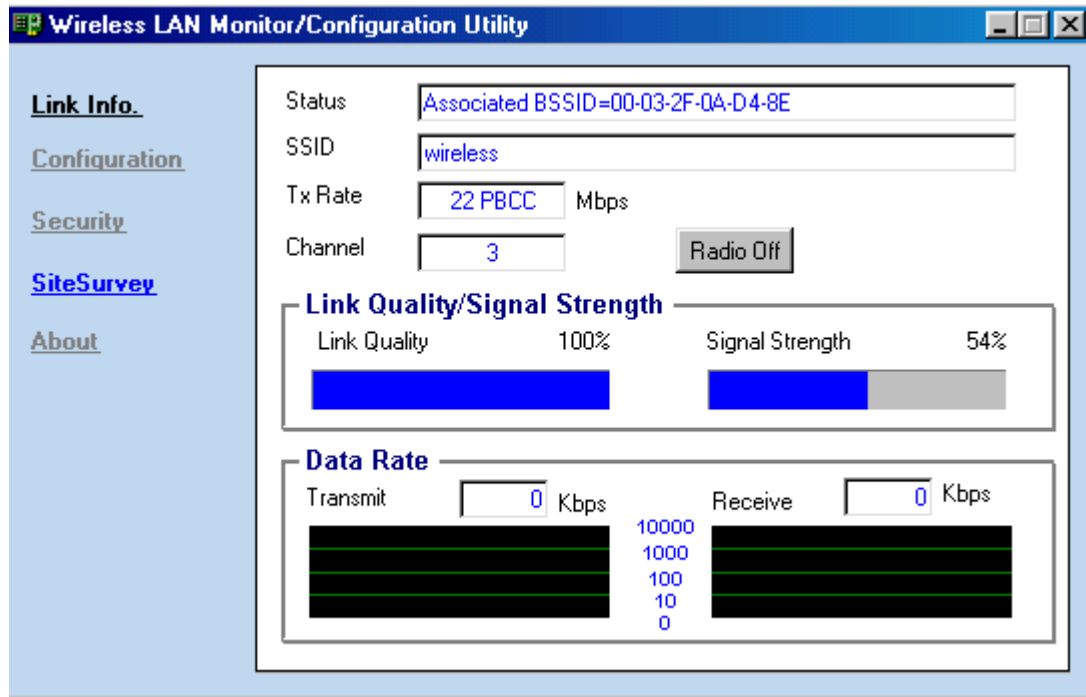 Wireless LAN Monitor/Configuration Utility
Link Info.
Configuration
Security
SiteSurvey
About
Status Associated BSSID=00-03-2F-0A-D4-8E
SSID wireless
Tx Rate 22 PBCC Mbps
Channel 3 Radio Off
Link Quality/Signal Strength
Link Quality 100% Signal Strength 54%
Data Rate
Transmit 0 Kbps Receive 0 Kbps
10000
1000
100
10
0